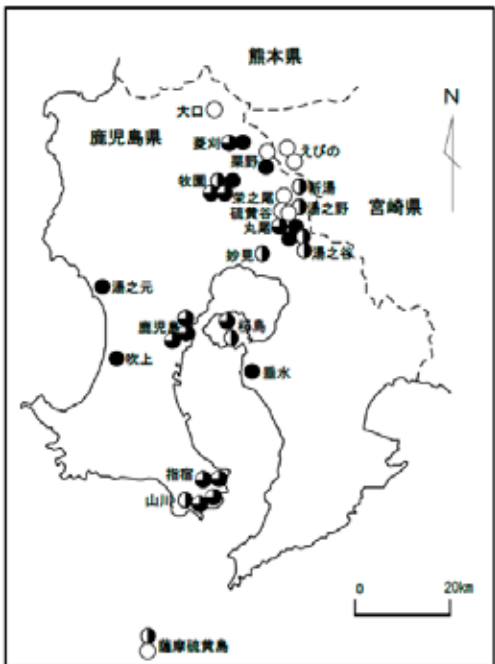 熊本県
大口
N
鹿児島県
菱刈
えびの
栗野
牧園
新湯
栄之尾
硫黄谷
湯之野
宮崎県
丸尾
妙見
湯之谷
湯之元
鹿児島
桜島
吹上
垂水
指宿
山川
0 20km
薩摩硫黄島